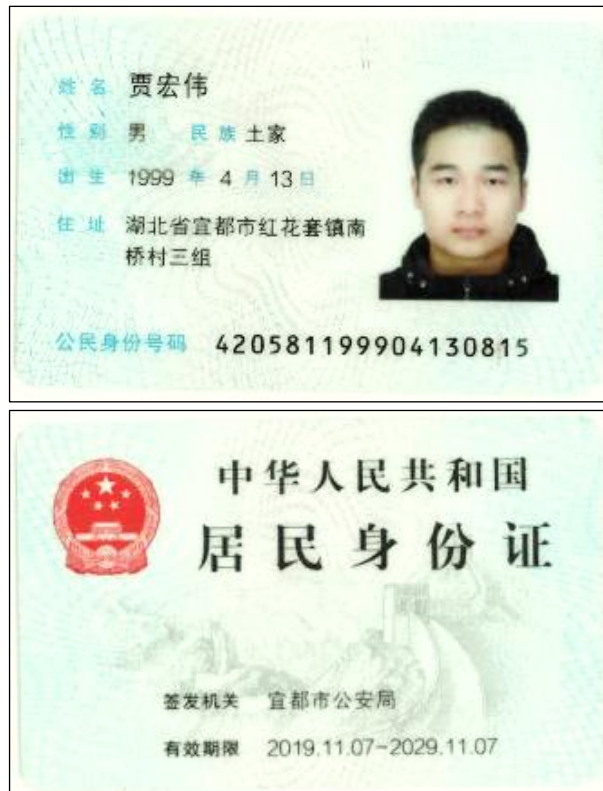 姓名 贾宏伟
性别 男 民族 土家
出生 1999 年 4 月 13 日
住址 湖北省宜都市红花套镇南
桥村三组
公民身份号码 420581199904130815
中华人民共和国
居民身份证
签发机关 宜都市公安局
有效期限 2019.11.07-2029.11.07